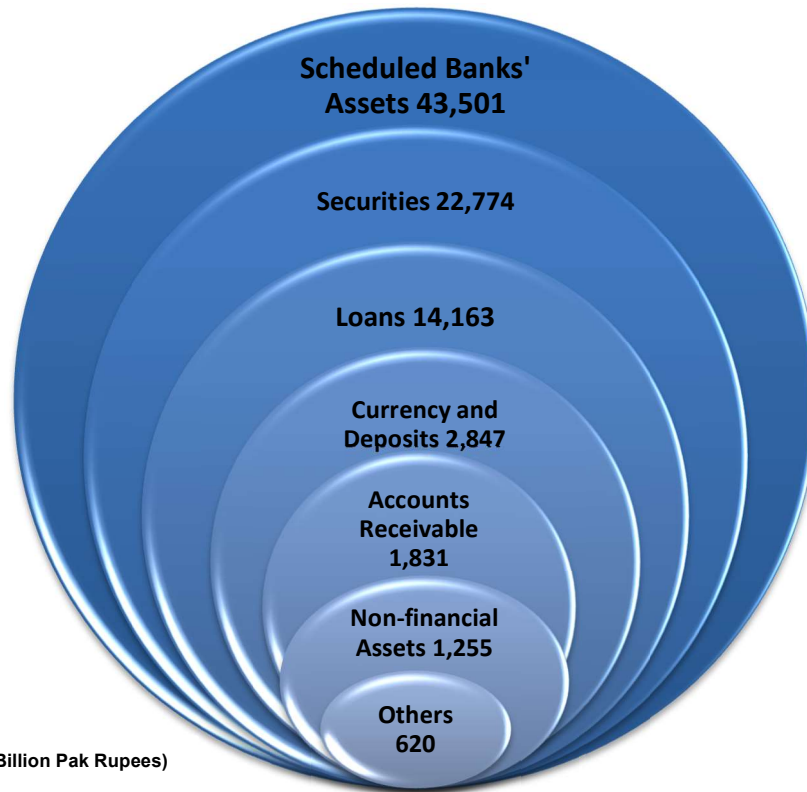 Scheduled Banks'
Assets 43,501
Securities 22,774
Loans 14,163
Currency and
Deposits 2,847
Accounts
Receivable
1,831
Non-financial
Assets 1,255
Others
620
Billion Pak Rupees)